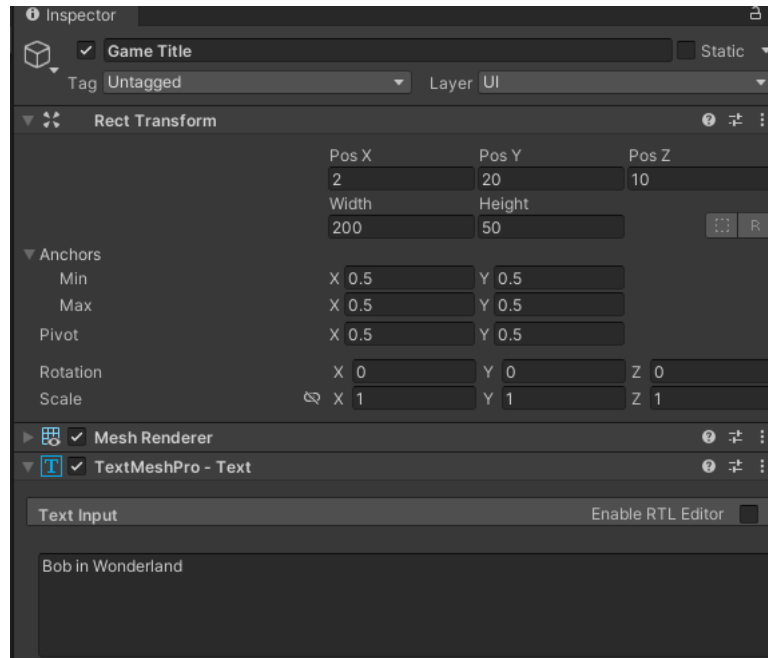 Inspector
Game Title Static
Tag Untagged Layer UI
Rect Transform
Pos X Pos Y Pos Z
2 20 10
Width Height
200 50 R
Anchors
Min X 0.5 Y 0.5
Max X 0.5 Y 0.5
Pivot X 0.5 Y 0.5
Rotation X 0 Y 0 Z 0
Scale X 1 Y 1 Z 1
Mesh Renderer
T TextMeshPro - Text
Text Input Enable RTL Editor
Bob in Wonderland